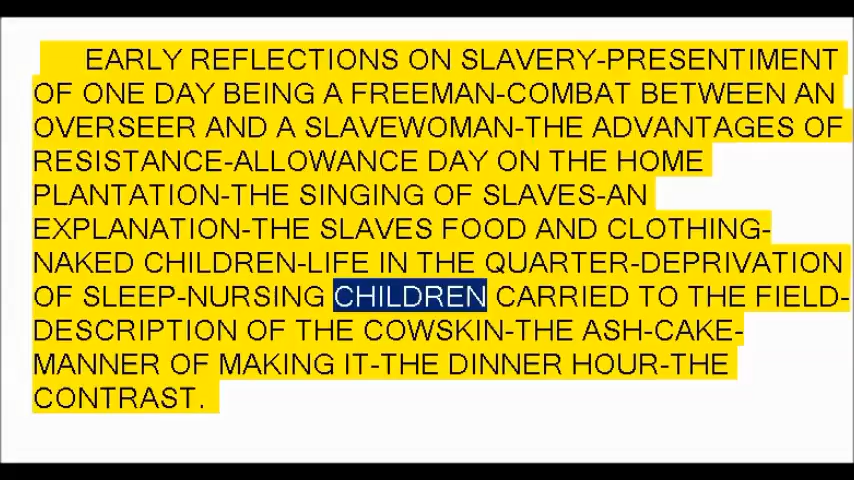 EARLY REFLECTIONS ON SLAVERY-PRESENTIMENT
OF ONE DAY BEING A FREEMAN-COMBAT BETWEEN AN
OVERSEER AND A SLAVEWOMAN-THE ADVANTAGES OF
RESISTANCE-ALLOWANCE DAY ON THE HOME
PLANTATION-THE SINGING OF SLAVES-AN
EXPLANATION-THE SLAVES FOOD AND CLOTHING-
NAKED CHILDREN-LIFE IN THE QUARTER-DEPRIVATION
OF SLEEP-NURSING CHILDREN CARRIED TO THE FIELD-
DESCRIPTION OF THE COWSKIN-THE ASH-CAKE-
MANNER OF MAKING IT-THE DINNER HOUR-THE
CONTRAST.